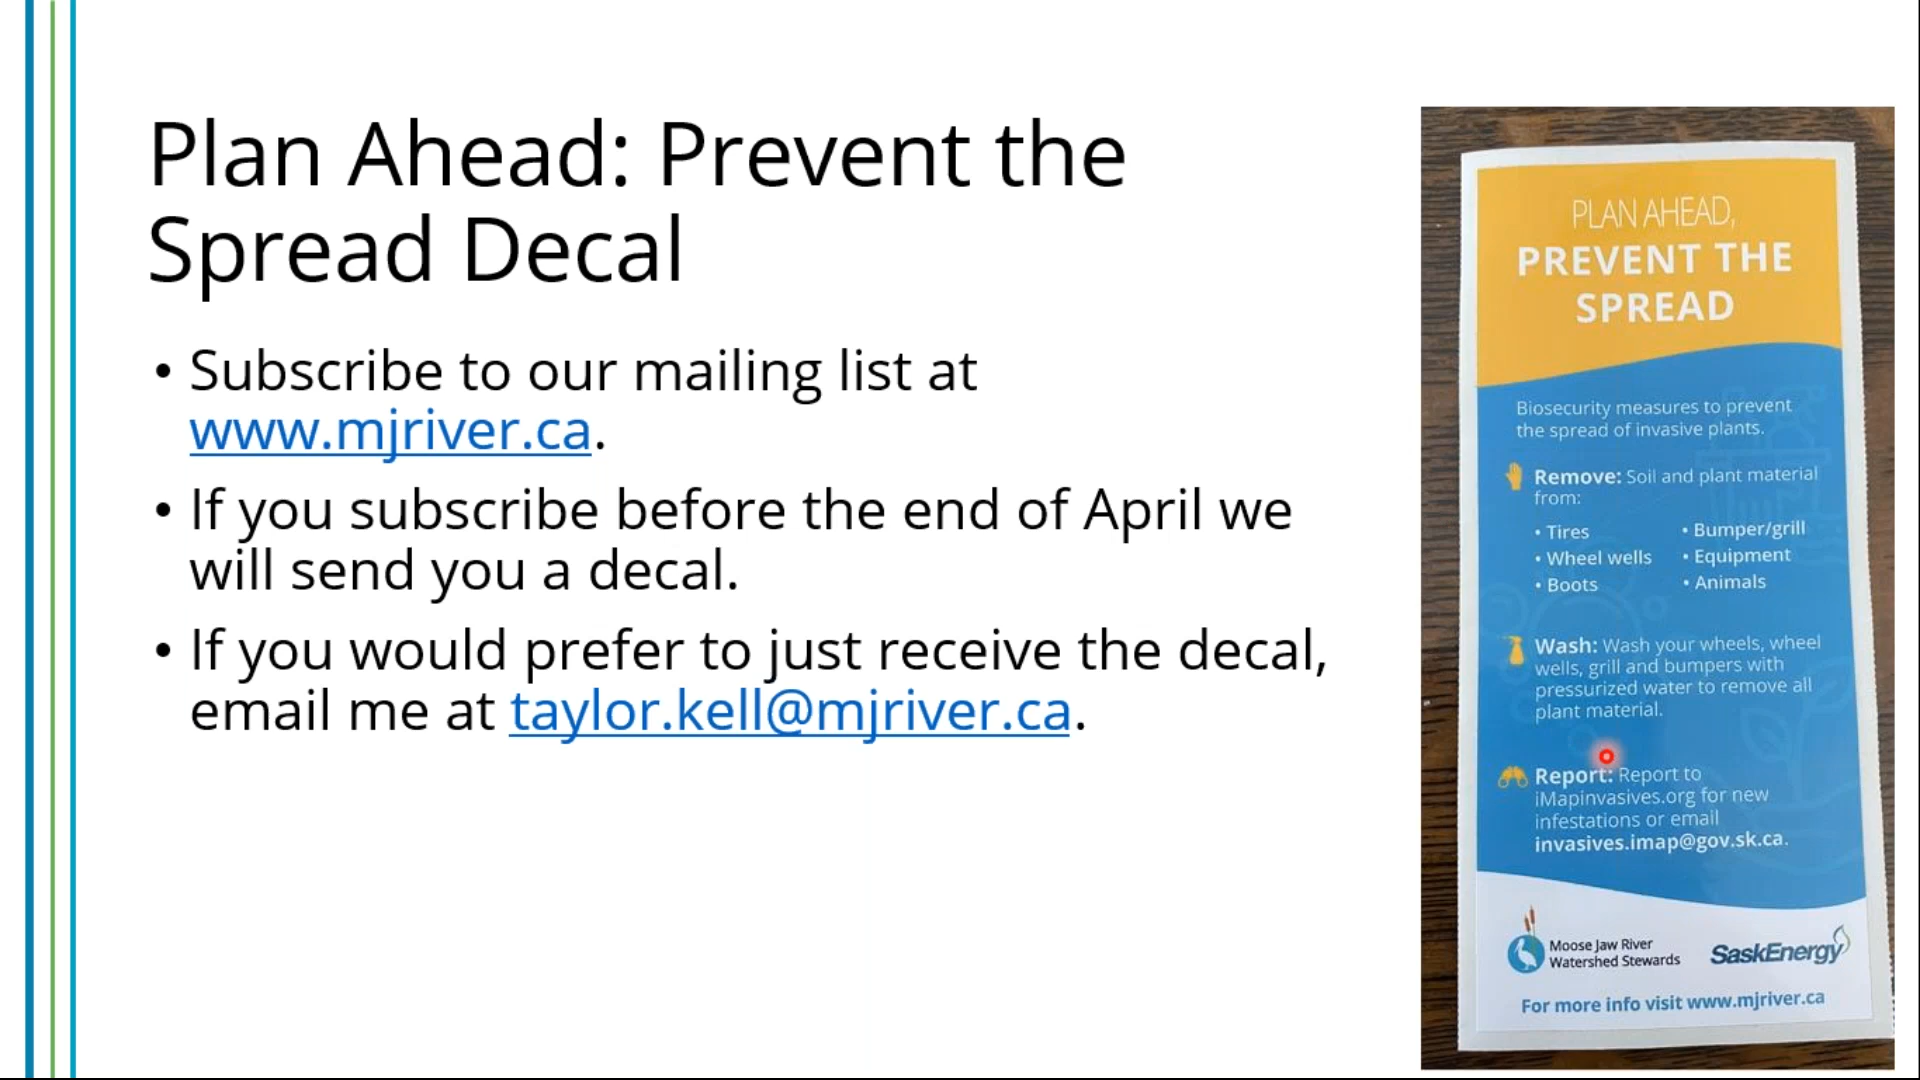 Plan Ahead: Prevent the
Spread Decal
• Subscribe to our mailing list at
www.mjriver.ca.
• If you subscribe before the end of April we
will send you a decal.
• If you would prefer to just receive the decal,
email me at taylor.kell@mjriver.ca.
PLAN AHEAD,
PREVENT THE
SPREAD
Biosecurity measures to prevent
the spread of invasive plants.
Remove: Soil and plant material
from:
• Tires
• Wheel wells
• Boots
• Bumper/grill
• Equipment
• Animals
Wash: Wash your wheels, wheel
wells, grill and bumpers with
pressurized water to remove all
plant material.
Report: Report to
iMapinvasives.org for new
infestations or email
invasives.imap@gov.sk.ca.
Moose Jaw River
Watershed Stewards
SaskEnergy
For more info visit www.mjriver.ca